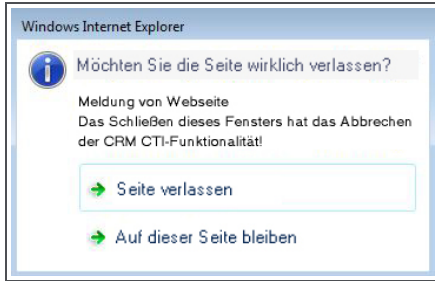 Windows Internet Explorer
Möchten Sie die Seite wirklich verlassen?
Meldung von Webseite
Das Schließen dieses Fensters hat das Abbrechen
der CRM CTI-Funktionalität!
Seite verlassen
Auf dieser Seite bleiben